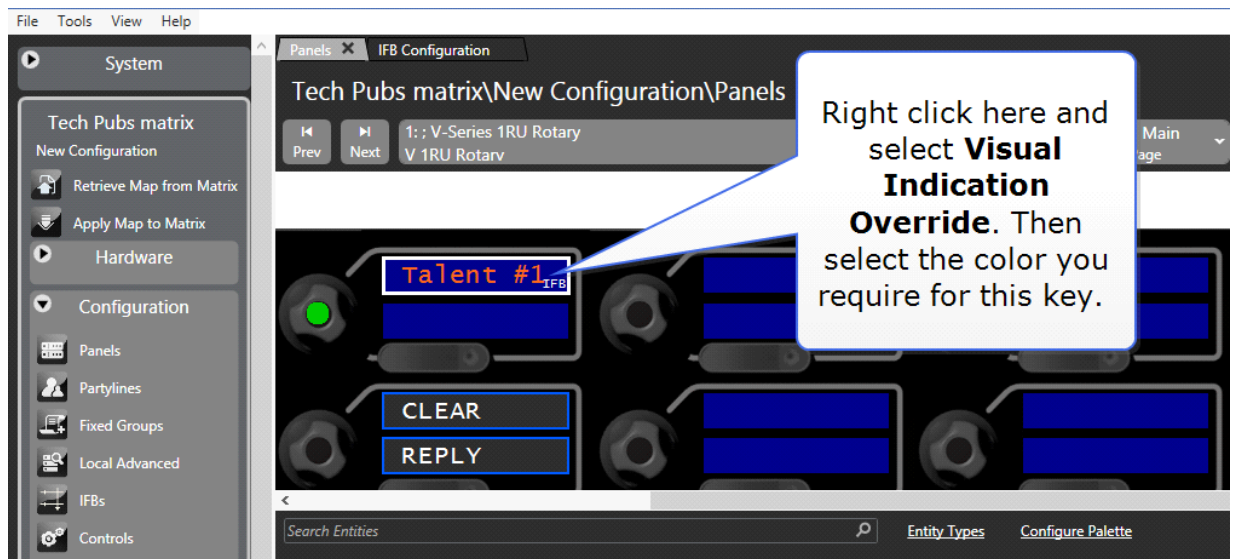 File Tools View Help
System
Tech Pubs matrix
New Configuration
Retrieve Map from Matrix
Apply Map to Matrix
Hardware
Configuration
Panels
Partylines
Fixed Groups
Local Advanced
IFBs
Controls
Panels IFB Configuration
Tech Pubs matrix\New Configuration\Panels
Prev Next
1: ; V-Series 1RU Rotary
V 1RU Rotary
Main
age
Talent #1
IFB
CLEAR
REPLY
Right click here and
select Visual
Indication
Override. Then
select the color you
require for this key.
Search Entities
Entity Types Configure Palette